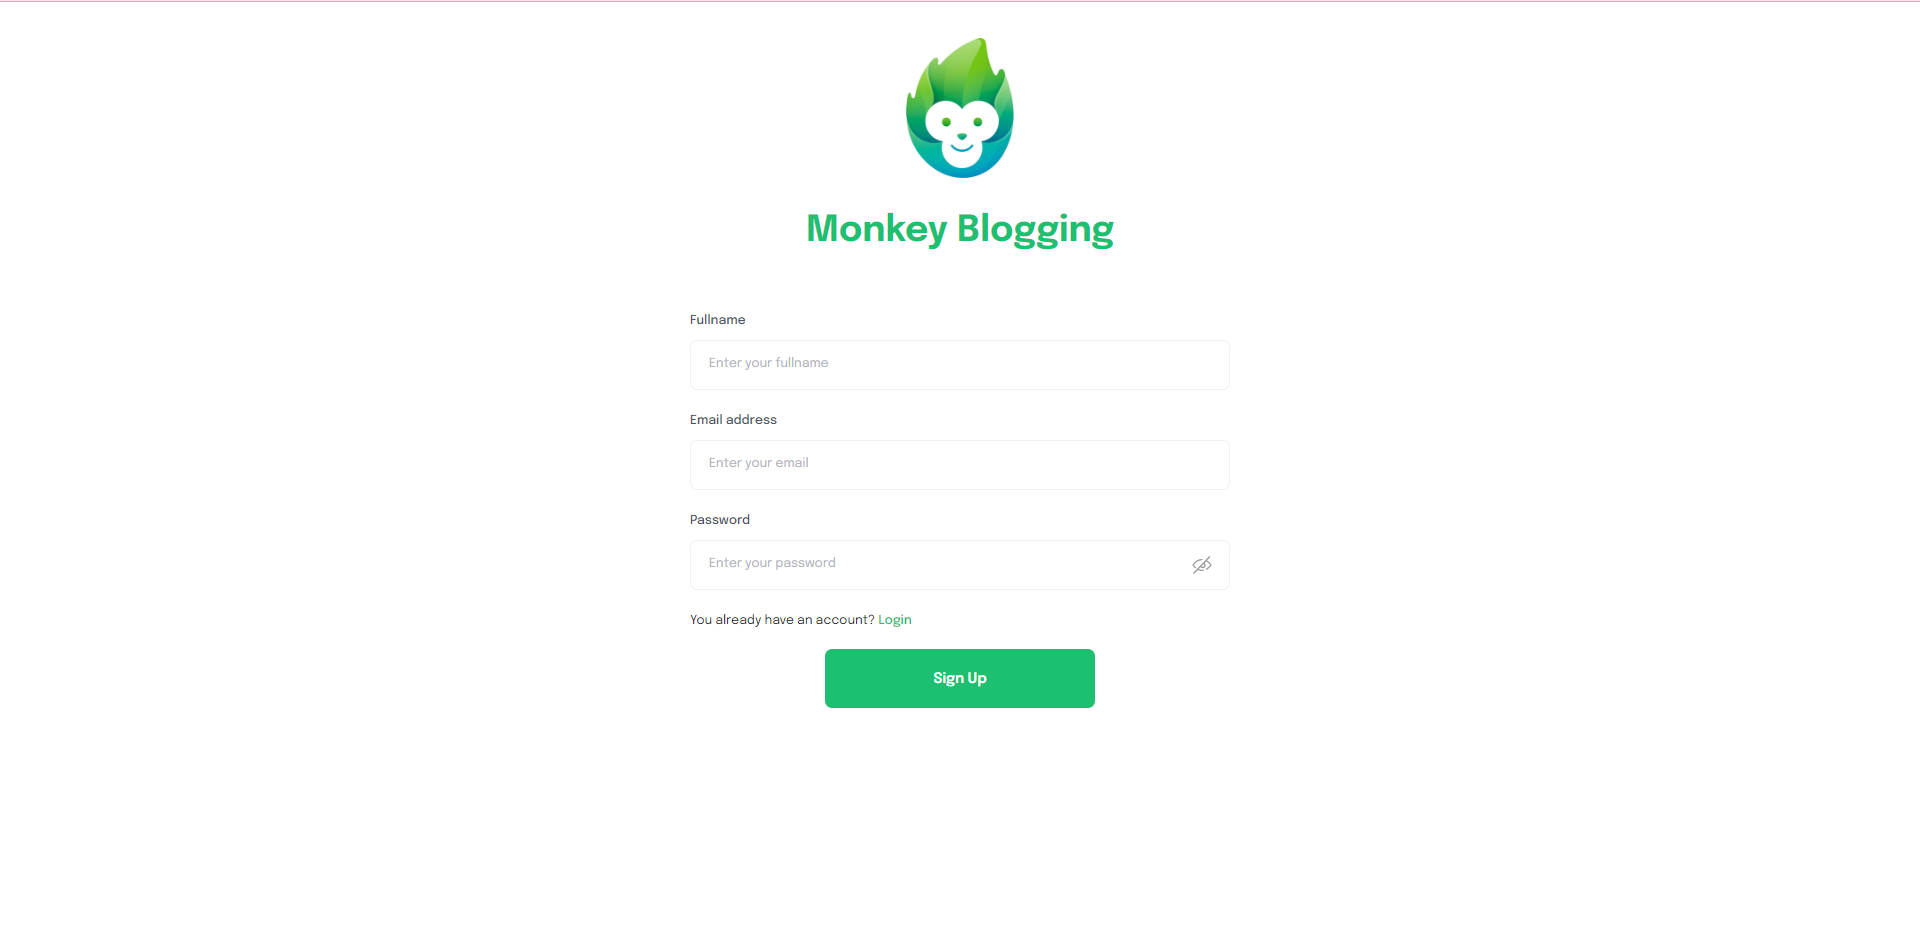 Monkey Blogging
Fullname
Enter your fullname
Email address
Enter your email
Password
Enter your password
You already have an account? Login
Sign Up